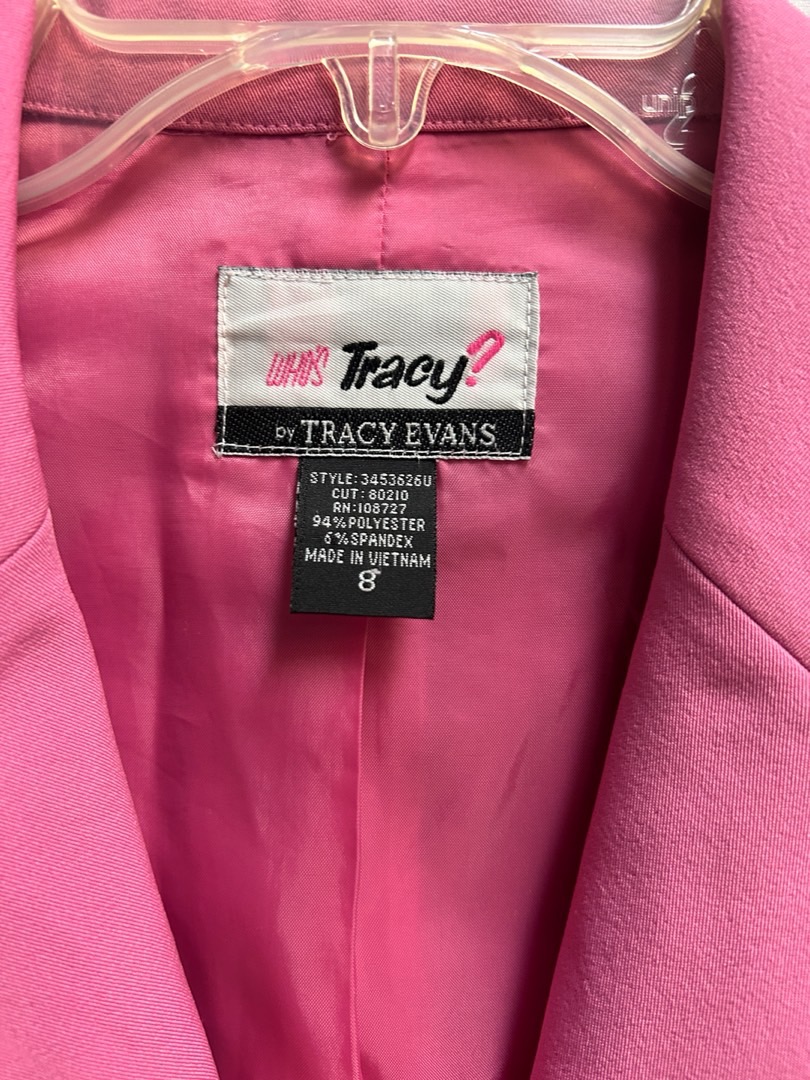 WHO'S Tracy?
by TRACY EVANS
STYLE:3453626U
CUT:80210
RN:108727
94%POLYESTER
6%SPANDEX
MADE IN VIETNAM
8